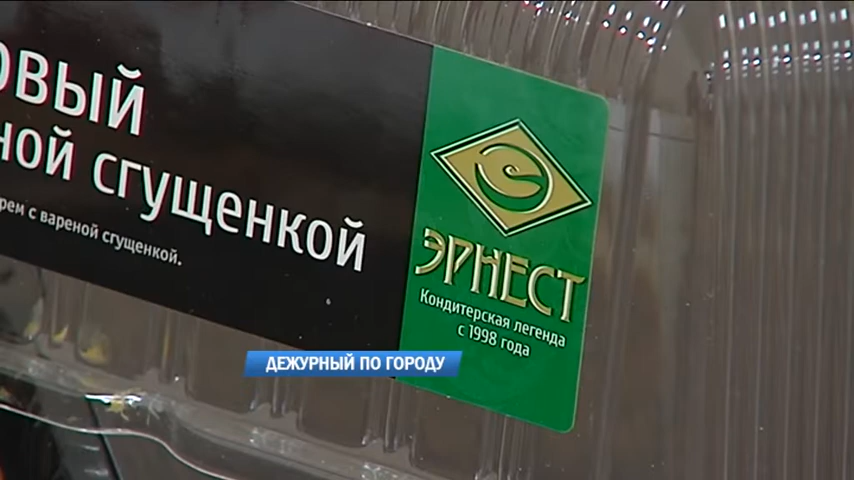 овый
ной сгущенкой
рем с вареной сгущенкой.
ЭРНЕСТ
Кондитерская легенда
с 1998 года
ДЕЖУРНЫЙ ПО ГОРОДУ